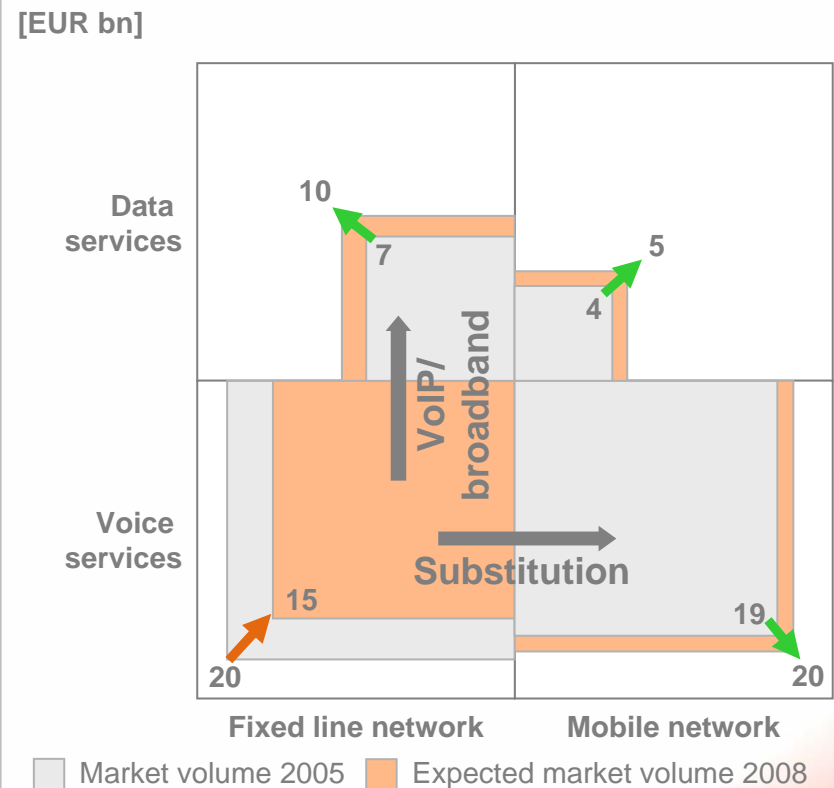 [EUR bn]
Data
services
10
7
5
4
VoIP/
broadband
Voice
services
Substitution
15
20
19
20
Fixed line network
Mobile network
Market volume 2005
Expected market volume 2008